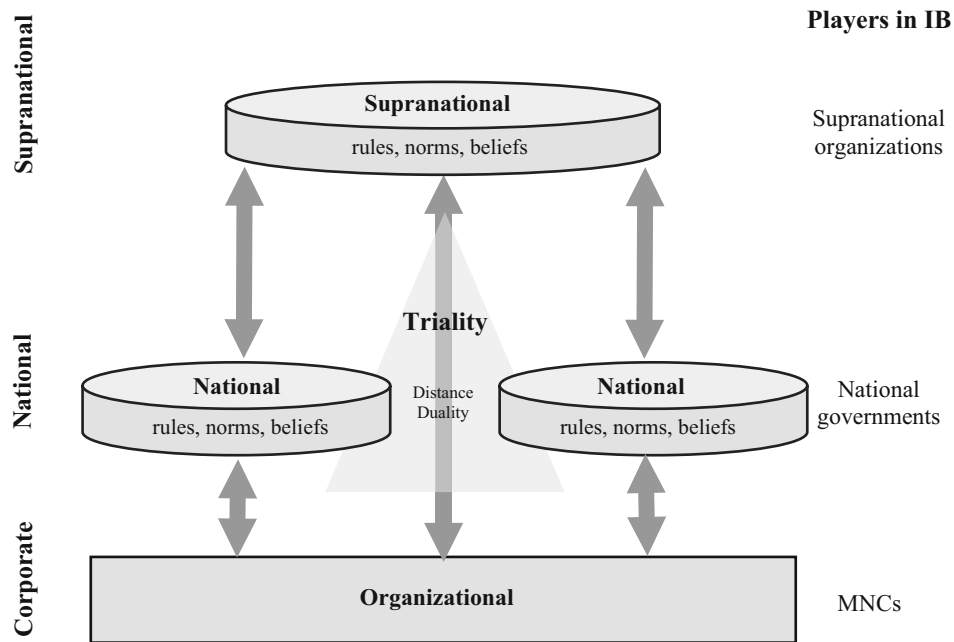 Players in IB
Supranational
Supranational
rules, norms, beliefs
Supranational
organizations
Triality
Distance
Duality
National
National
rules, norms, beliefs
National
rules, norms, beliefs
National
governments
Corporate
Organizational
MNCs